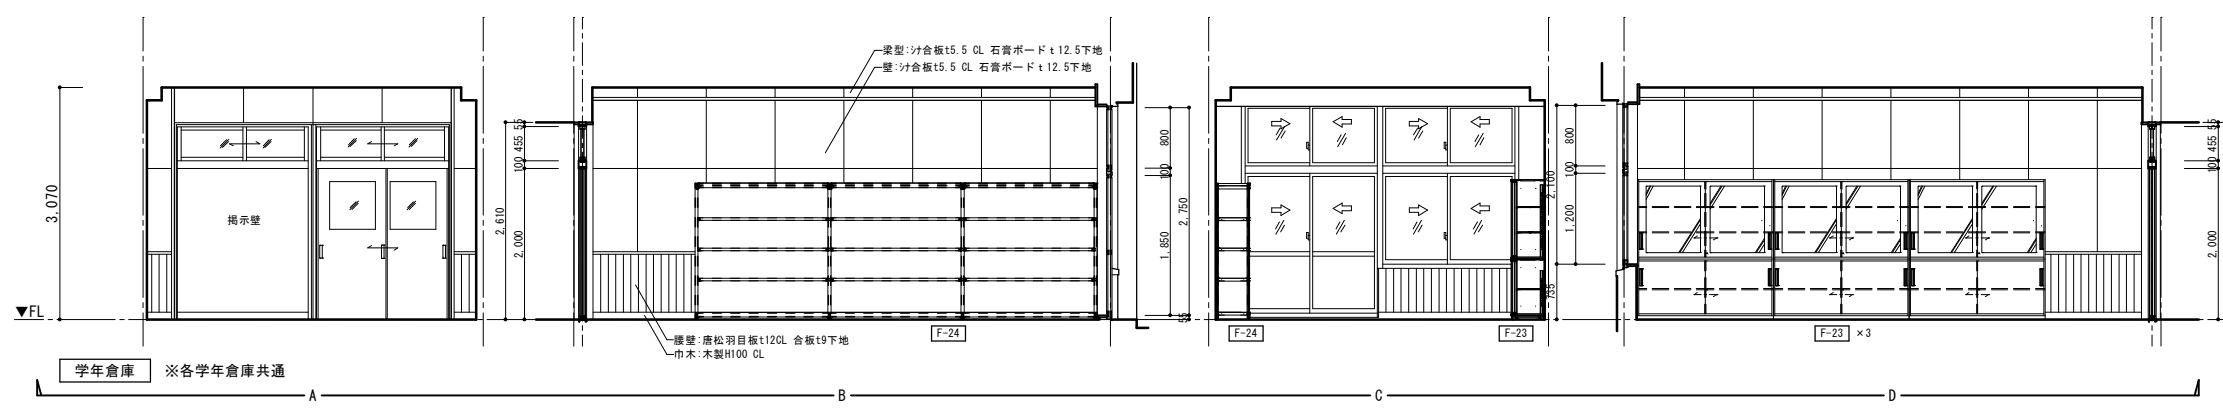 梁型:ｼﾅ合板t5.5 CL 石膏ボードｔ12.5下地
壁:ｼﾅ合板t5.5 CL 石膏ボードｔ12.5下地
3,070
掲示壁
▼FL
55
455
100
2,610
2,000
腰壁:唐松羽目板t12CL 合板t9下地
巾木:木製H100 CL
F-24
800
100
2,750
1,850
55
F-24
F-23
800
100
2,100
1,200
735
F-23 ×3
55
455
100
2,000
学年倉庫 ※各学年倉庫共通
A B C D